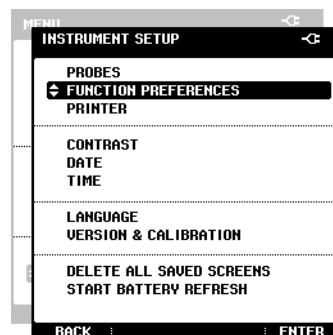 MENU
INSTRUMENT SETUP
PROBES
FUNCTION PREFERENCES
PRINTER
CONTRAST
DATE
TIME
LANGUAGE
VERSION & CALIBRATION
DELETE ALL SAVED SCREENS
START BATTERY REFRESH
BACK ENTER